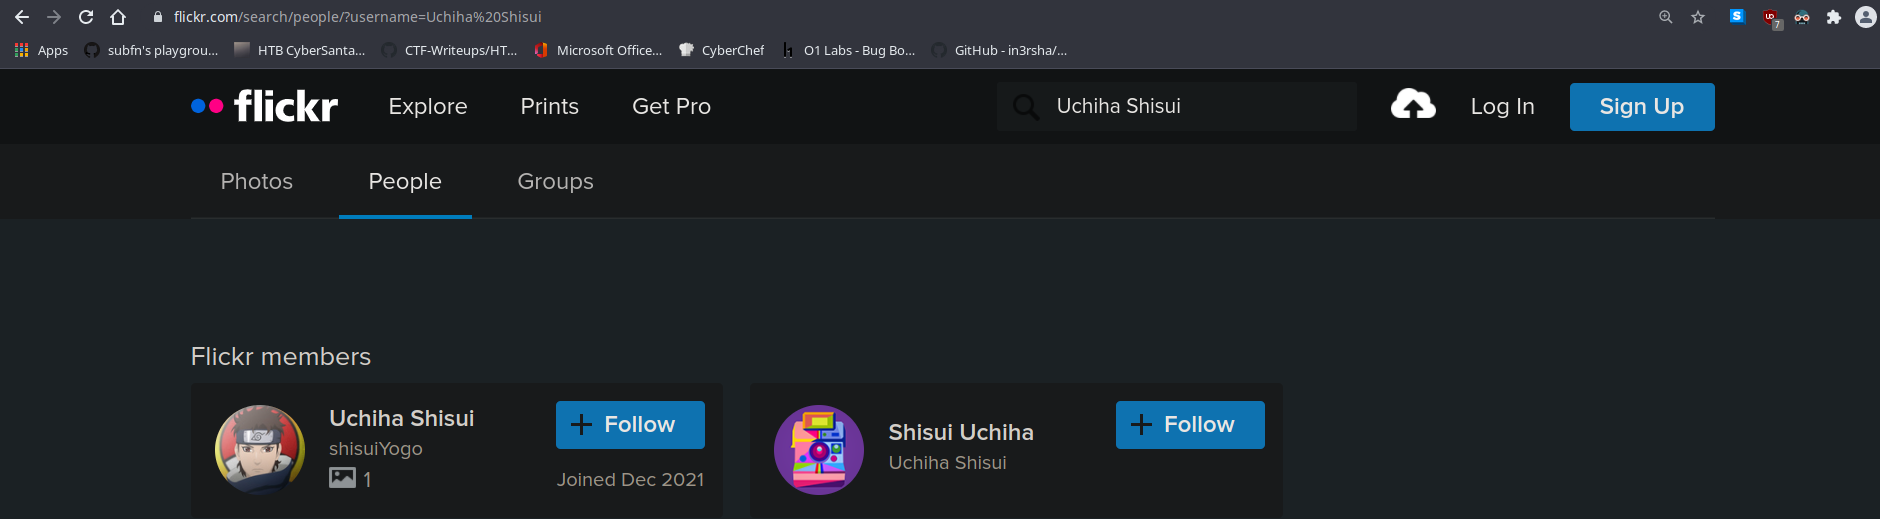 flickr.com/search/people/?username=Uchiha%20Shisui
7
Apps subfn's playgrou... HTB CyberSanta... CTF-Writeups/HT... Microsoft Office... CyberChef O1 Labs - Bug Bo... GitHub - in3rsha/...
flickr Explore Prints Get Pro Uchiha Shisui Log In Sign Up
Photos People Groups
Flickr members
Uchiha Shisui + Follow
shisuiYogo
1 Joined Dec 2021
Shisui Uchiha + Follow
Uchiha Shisui